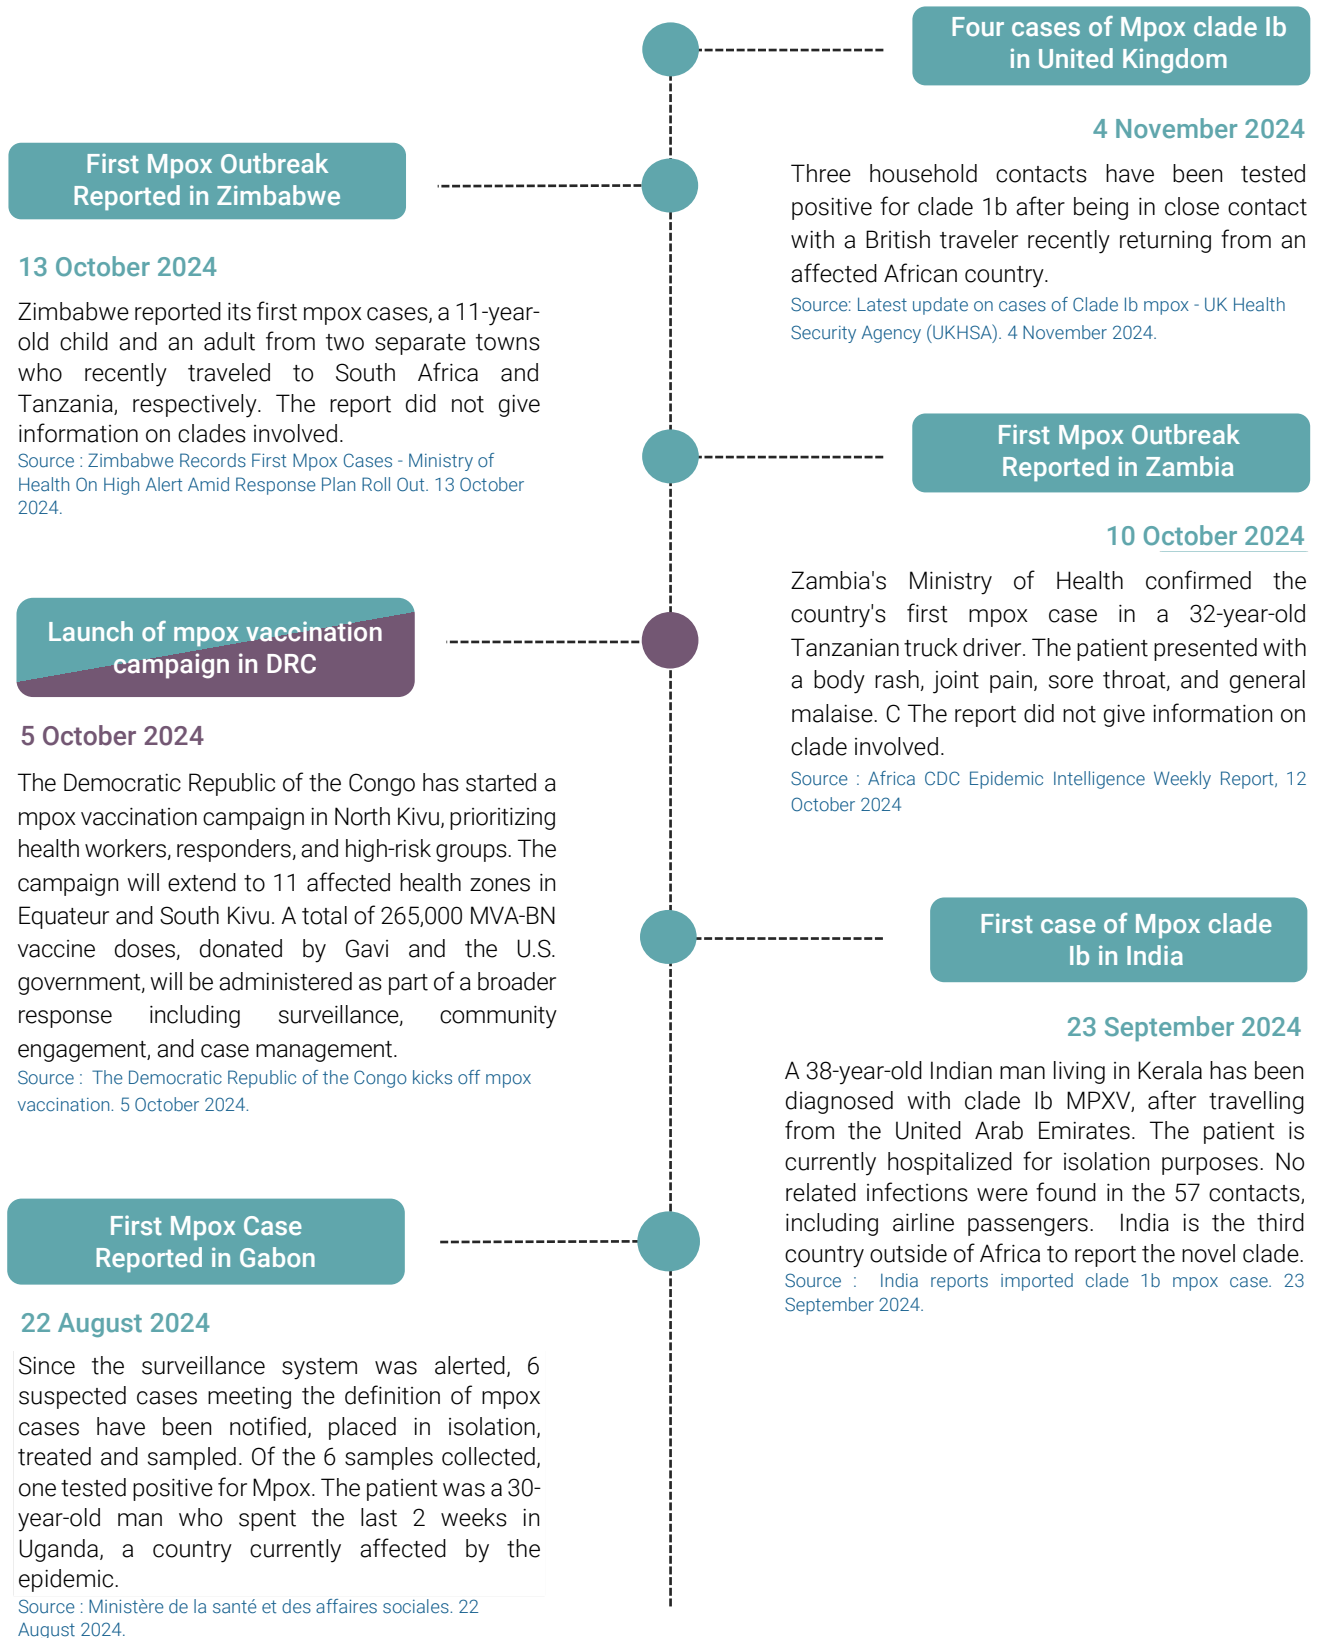 Four cases of Mpox clade Ib
in United Kingdom
4 November 2024
Three household contacts have been tested
positive for clade 1b after being in close contact
with a British traveler recently returning from an
affected African country.
Source: Latest update on cases of Clade Ib mpox - UK Health
Security Agency (UKHSA). 4 November 2024.
First Mpox Outbreak
Reported in Zimbabwe
13 October 2024
Zimbabwe reported its first mpox cases, a 11-year-
old child and an adult from two separate towns
who recently traveled to South Africa and
Tanzania, respectively. The report did not give
information on clades involved.
Source : Zimbabwe Records First Mpox Cases - Ministry of
Health On High Alert Amid Response Plan Roll Out. 13 October
2024.
First Mpox Outbreak
Reported in Zambia
10 October 2024
Zambia's Ministry of Health confirmed the
country's first mpox case in a 32-year-old
Tanzanian truck driver. The patient presented with
a body rash, joint pain, sore throat, and general
malaise. C The report did not give information on
clade involved.
Source : Africa CDC Epidemic Intelligence Weekly Report, 12
October 2024
Launch of mpox vaccination
campaign in DRC
5 October 2024
The Democratic Republic of the Congo has started a
mpox vaccination campaign in North Kivu, prioritizing
health workers, responders, and high-risk groups. The
campaign will extend to 11 affected health zones in
Equateur and South Kivu. A total of 265,000 MVA-BN
vaccine doses, donated by Gavi and the U.S.
government, will be administered as part of a broader
response including surveillance, community
engagement, and case management.
Source : The Democratic Republic of the Congo kicks off mpox
vaccination. 5 October 2024.
First case of Mpox clade
Ib in India
23 September 2024
A 38-year-old Indian man living in Kerala has been
diagnosed with clade Ib MPXV, after travelling
from the United Arab Emirates. The patient is
currently hospitalized for isolation purposes. No
related infections were found in the 57 contacts,
including airline passengers. India is the third
country outside of Africa to report the novel clade.
Source : India reports imported clade 1b mpox case. 23
September 2024.
First Mpox Case
Reported in Gabon
22 August 2024
Since the surveillance system was alerted, 6
suspected cases meeting the definition of mpox
cases have been notified, placed in isolation,
treated and sampled. Of the 6 samples collected,
one tested positive for Mpox. The patient was a 30-
year-old man who spent the last 2 weeks in
Uganda, a country currently affected by the
epidemic.
Source : Ministère de la santé et des affaires sociales. 22
August 2024.